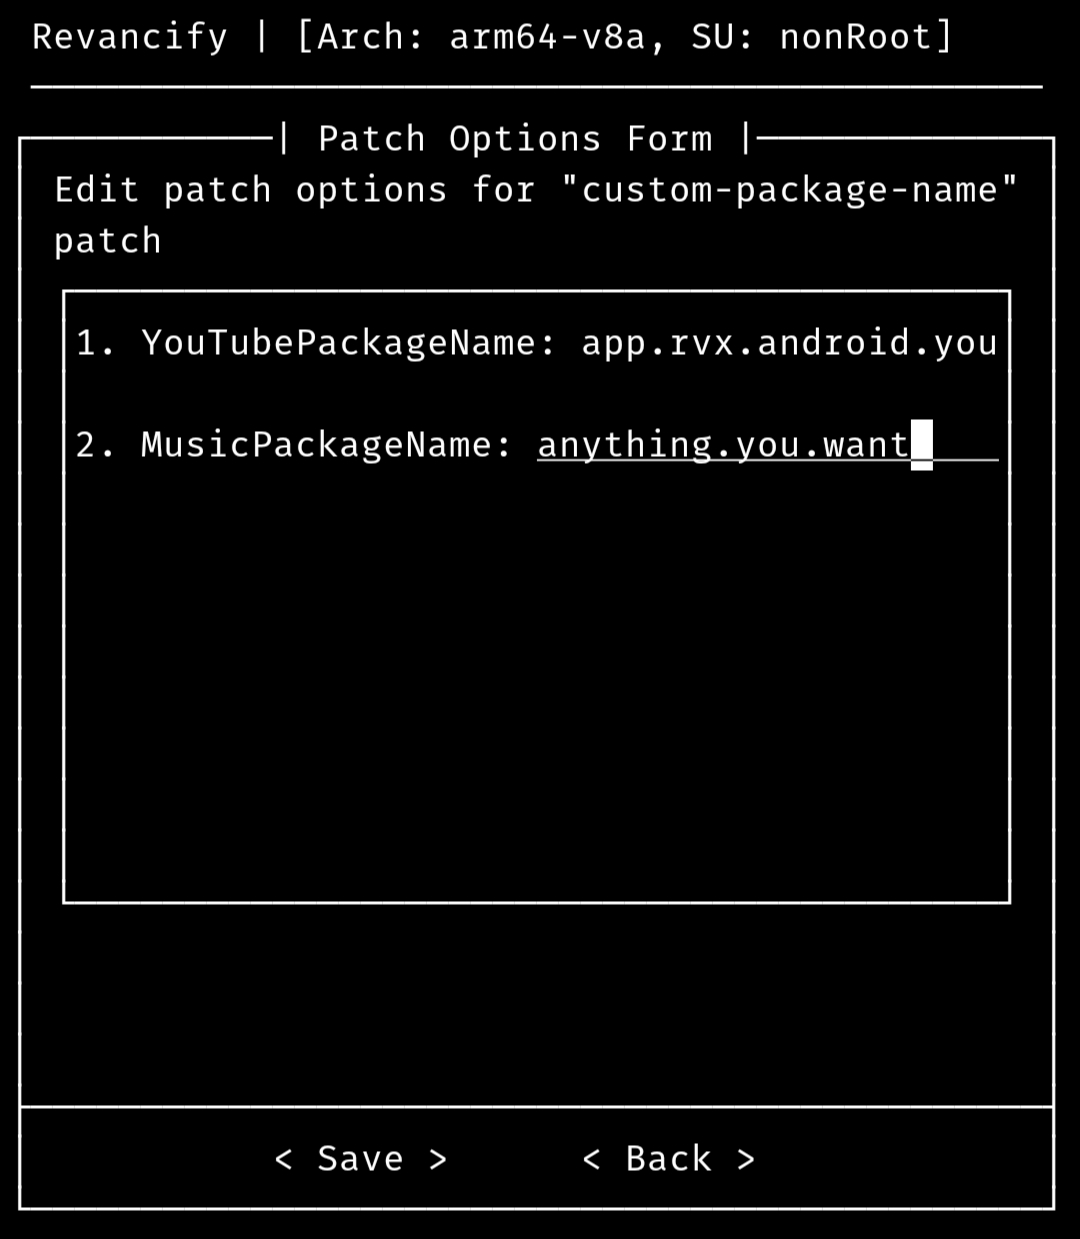 Revancify | [Arch: arm64-v8a, SU: nonRoot]
| Patch Options Form |
Edit patch options for "custom-package-name"
patch
1. YouTubePackageName: app.rvx.android.you
2. MusicPackageName: anything.you.want
< Save > < Back >